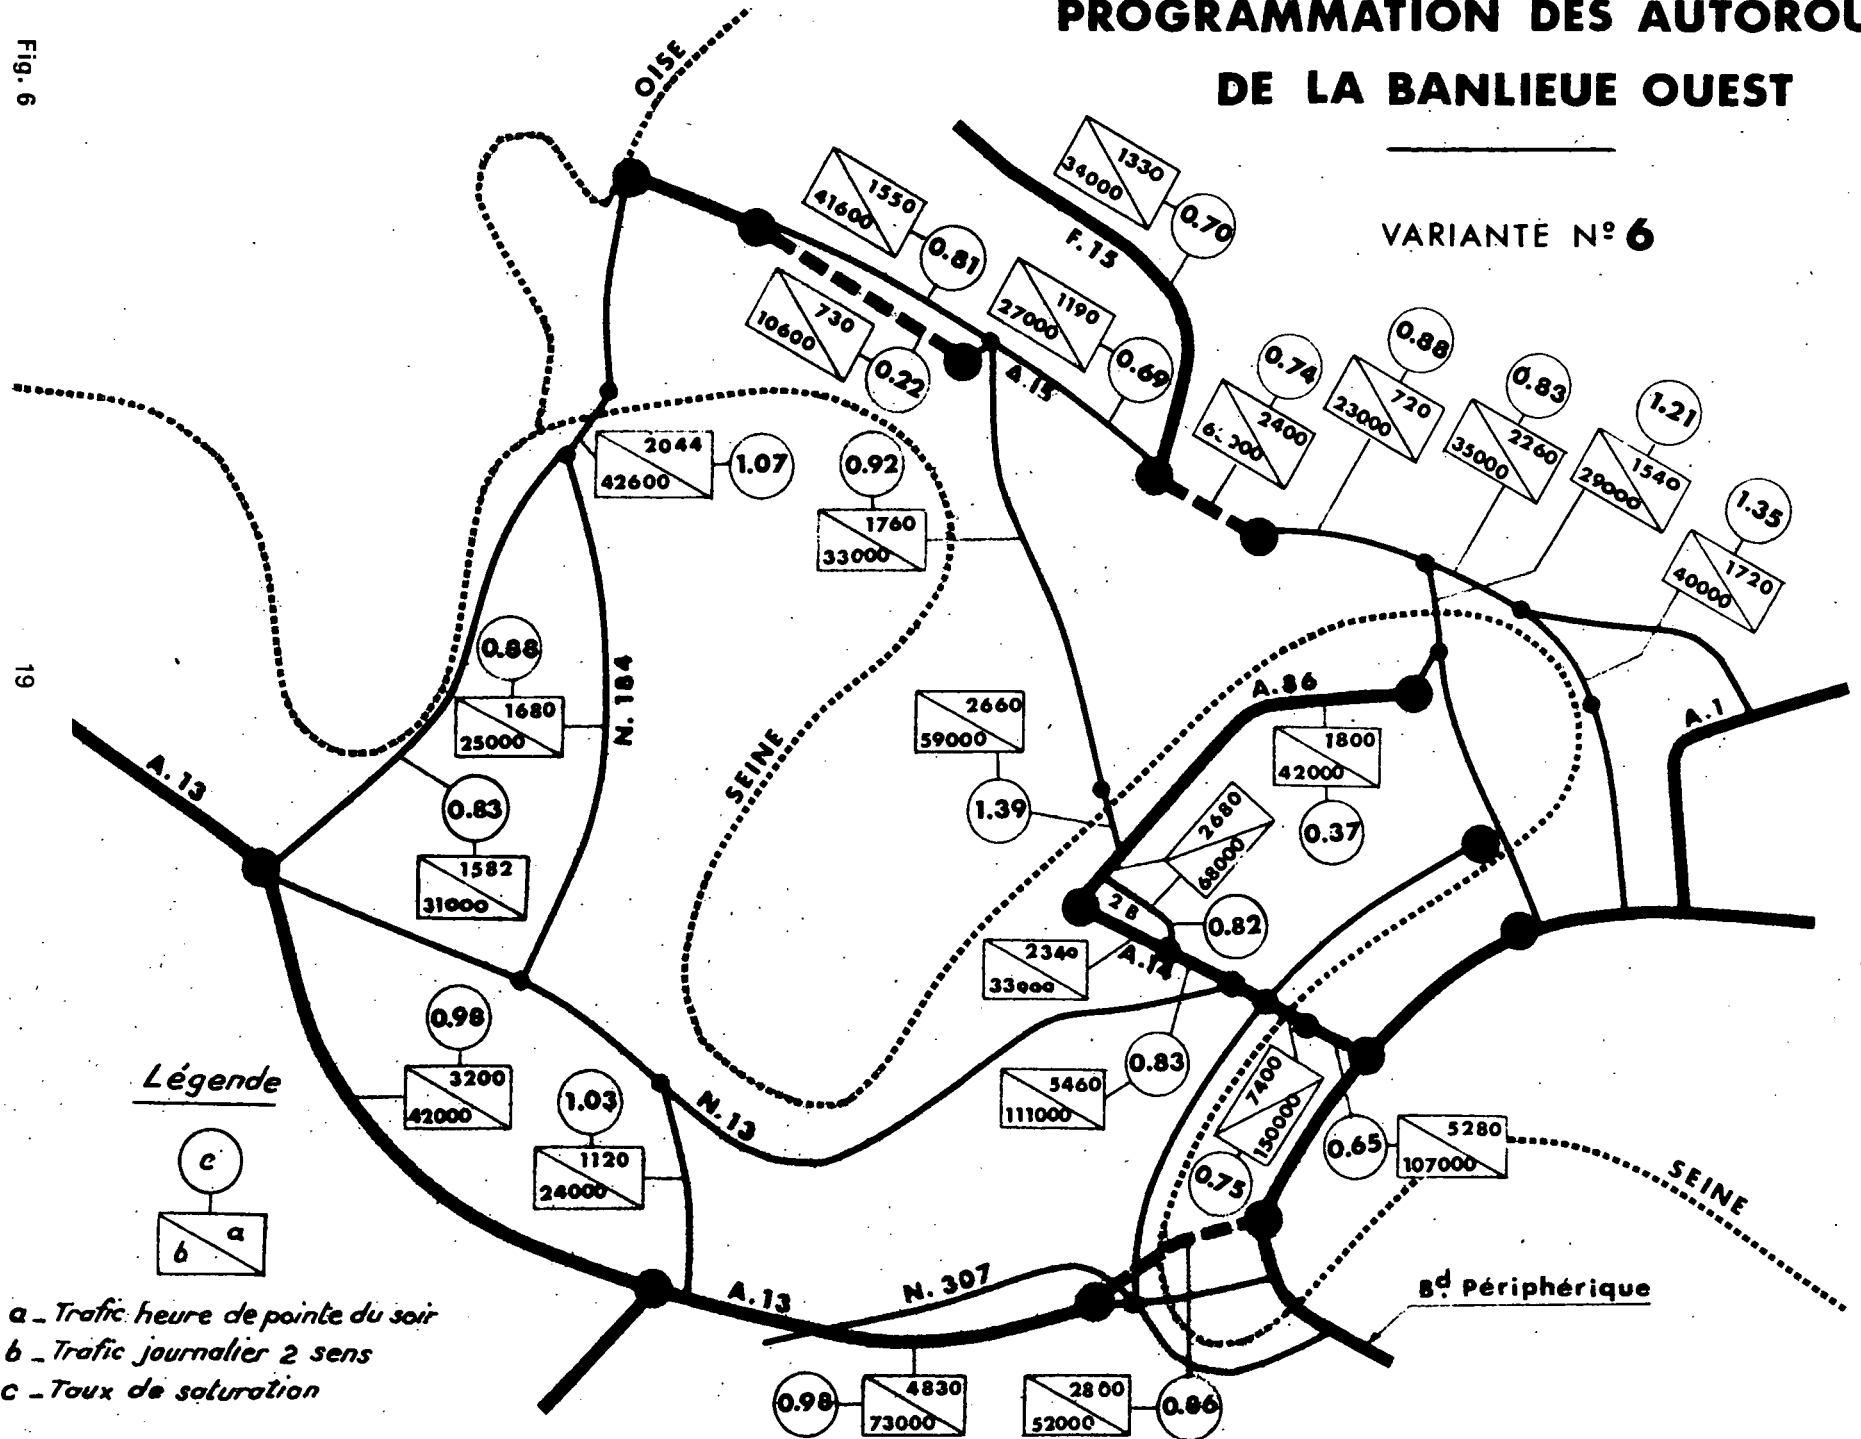 PROGRAMMATION DES AUTOROU
DE LA BANLIEUE OUEST
VARIANTE Nº 6
Fig. 6
19
OISE
1330
34000
0.70
F. 15
1550
41600
0.81
730
10600
0.22
1190
27000
0.69
A.15
0.74
2400
0.88
720
23000
0.83
2260
35000
1.21
1540
29000
1.35
1720
40000
2044
42600
1.07
0.92
1760
33000
0.88
1680
25000
N. 184
SEINE
2660
59000
1.39
A.86
1800
42000
0.37
A.1
A.13
0.83
1582
31000
2680
68000
2B
0.82
A.14
2340
33000
0.98
3200
42000
5460
111000
0.83
7400
150000
0.75
0.65
5280
107000
N. 13
1.03
1120
24000
SEINE
Légende
c
a
b
a _ Trafic heure de pointe du soir
b _ Trafic journalier 2 sens
c _ Taux de saturation
A.13
N. 307
Bd Périphérique
0.98
4830
73000
2800
52000
0.86